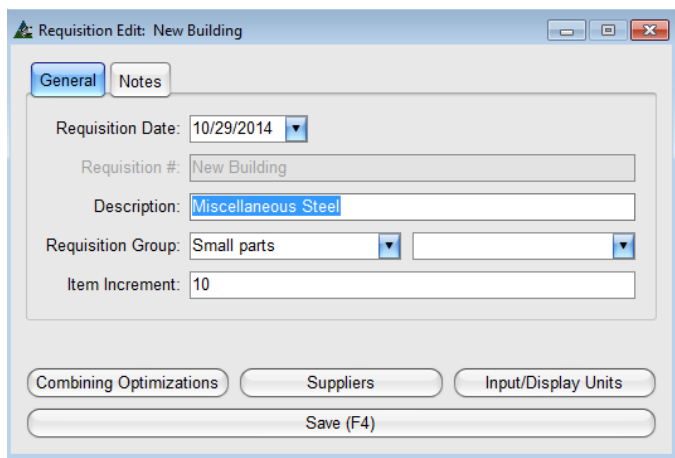 Requisition Edit: New Building
General Notes
Requisition Date: 10/29/2014
Requisition #: New Building
Description: Miscellaneous Steel
Requisition Group: Small parts
Item Increment: 10
Combining Optimizations Suppliers Input/Display Units
Save (F4)